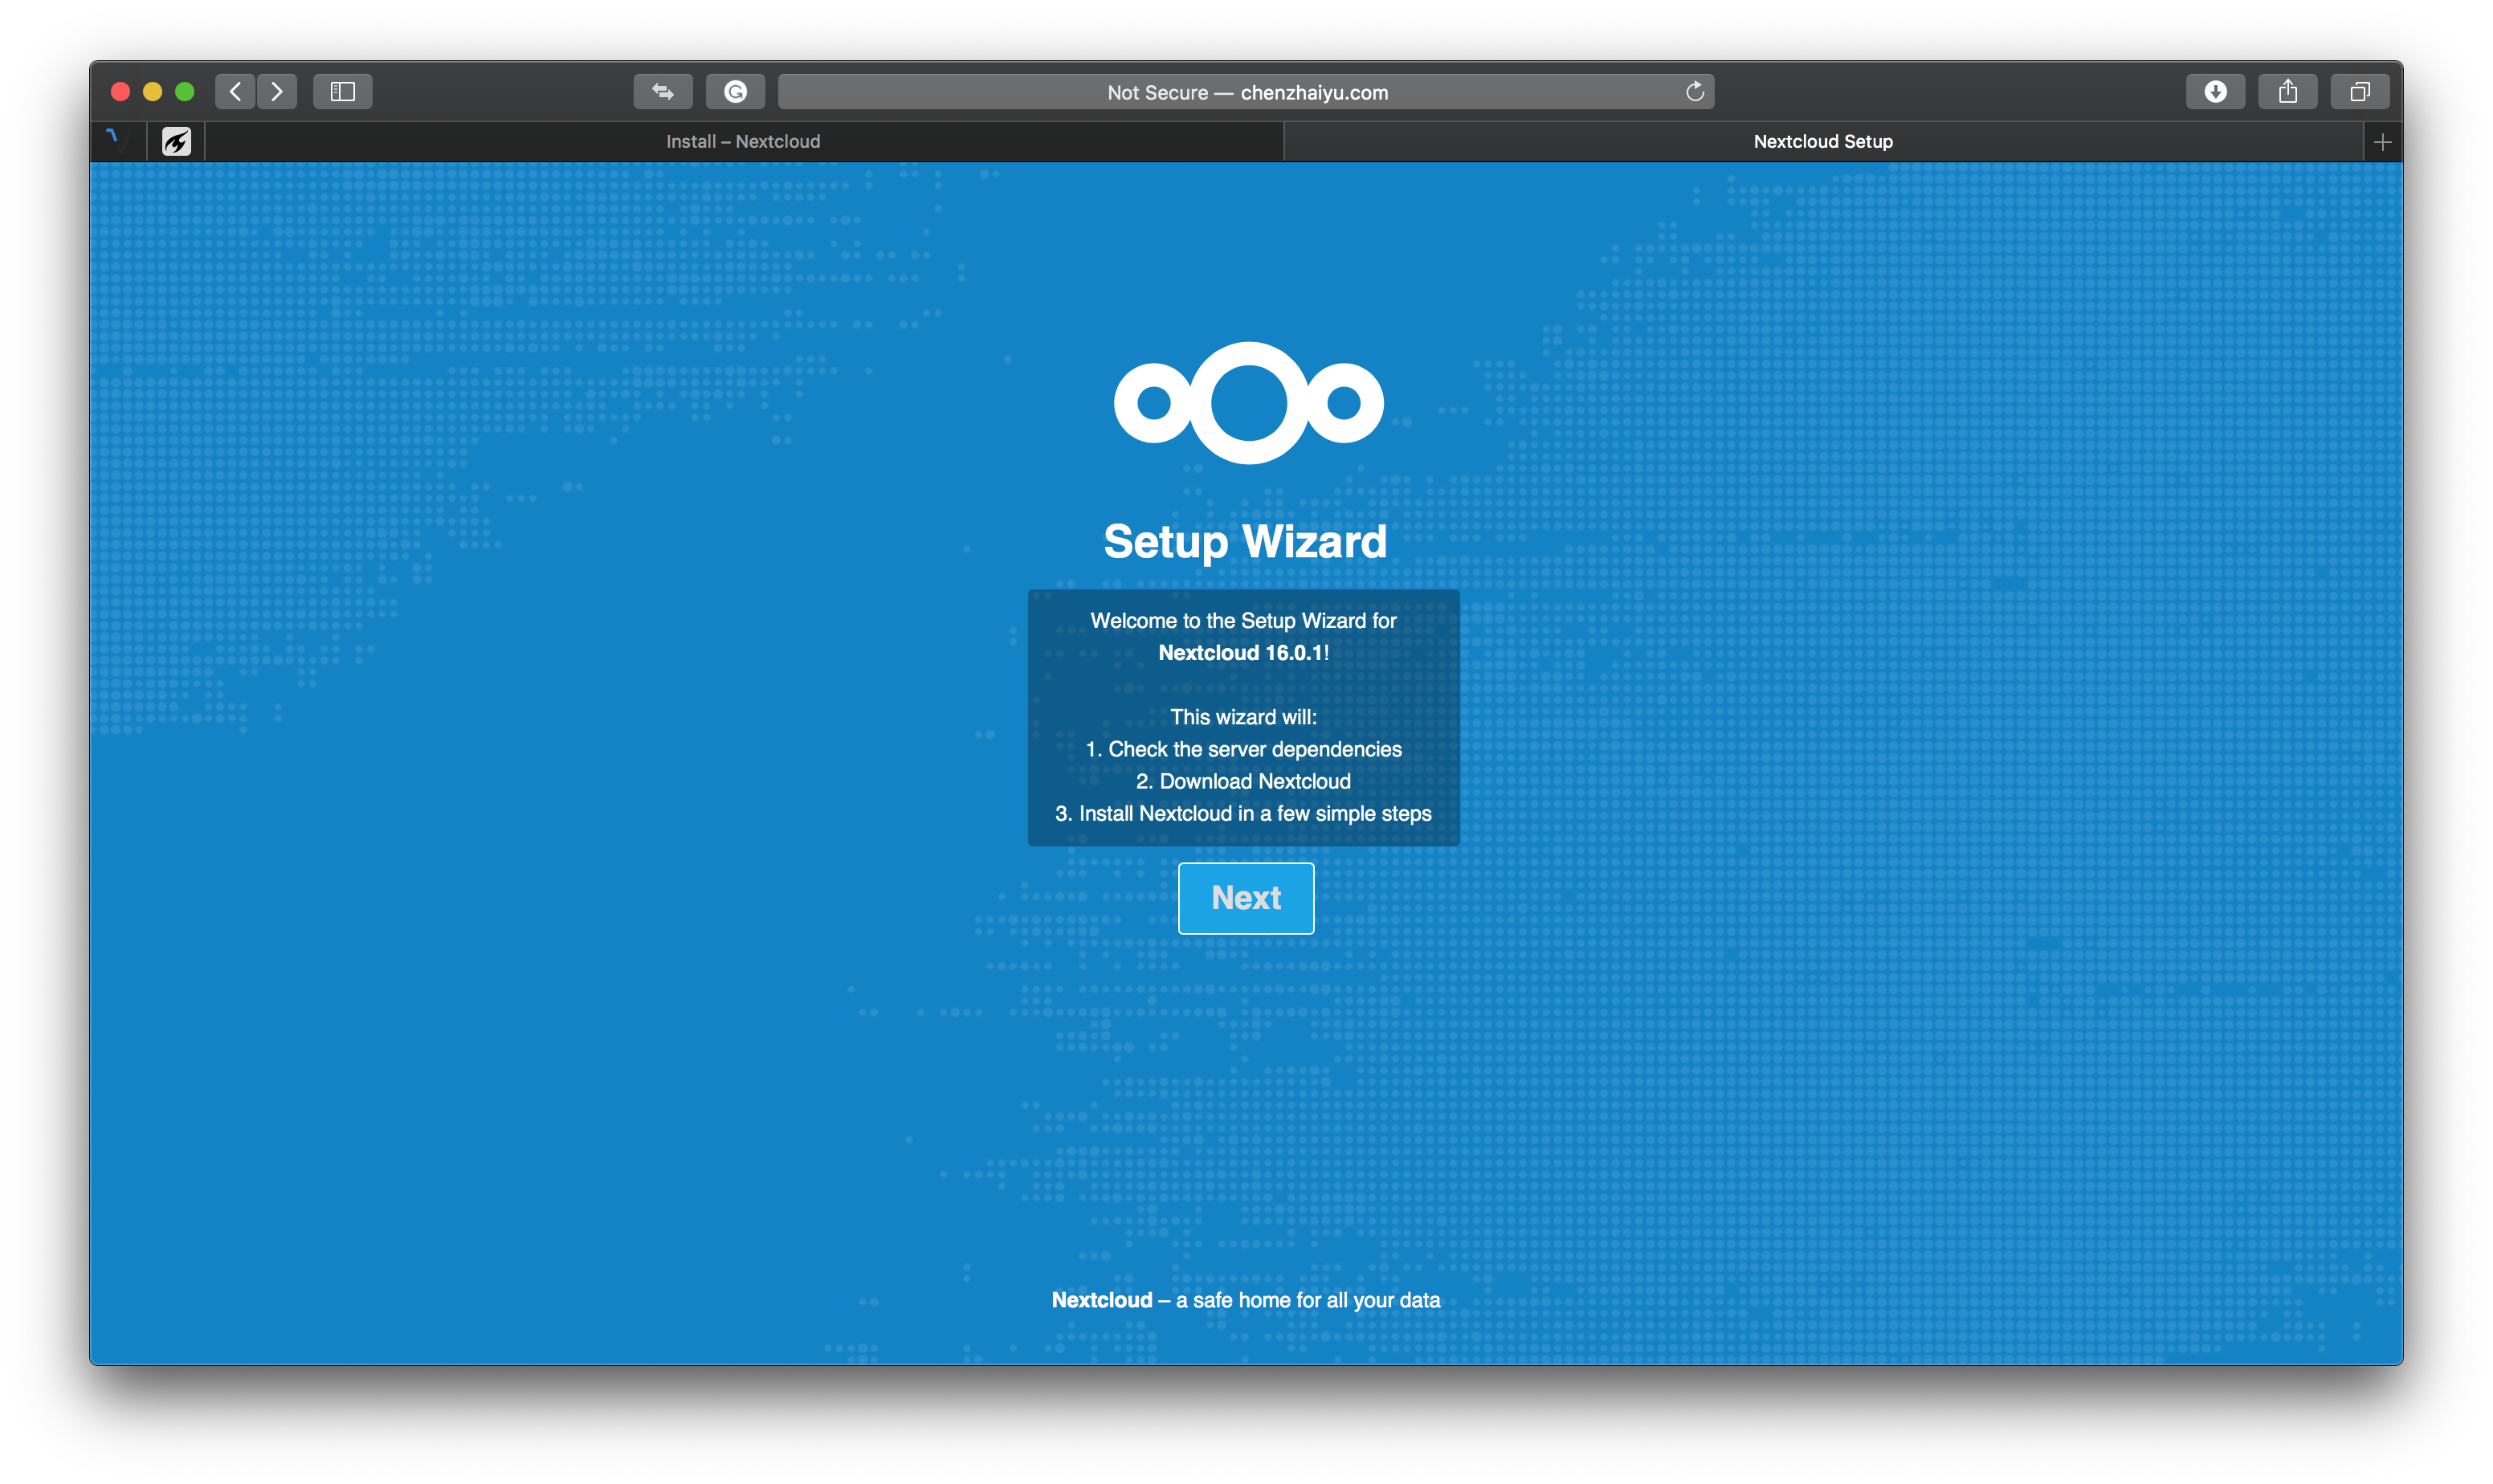 Not Secure — chenzhaiyu.com
Install – Nextcloud
Nextcloud Setup
Setup Wizard
Welcome to the Setup Wizard for
Nextcloud 16.0.1!
This wizard will:
1. Check the server dependencies
2. Download Nextcloud
3. Install Nextcloud in a few simple steps
Next
Nextcloud – a safe home for all your data